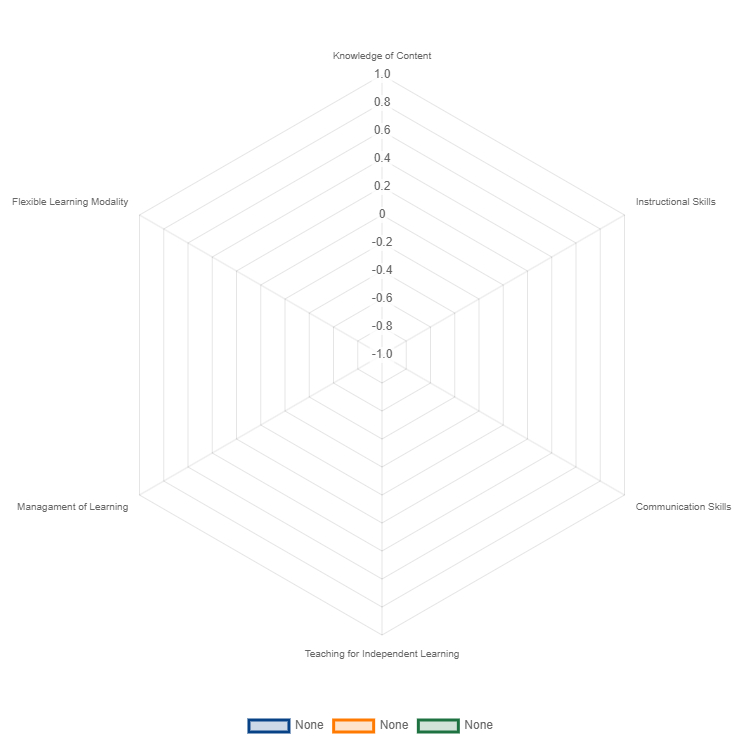 Knowledge of Content
1.0
0.8
0.6
0.4
0.2
0
-0.2
-0.4
-0.6
-0.8
-1.0
Flexible Learning Modality
Instructional Skills
Managament of Learning
Communication Skills
Teaching for Independent Learning
None None None